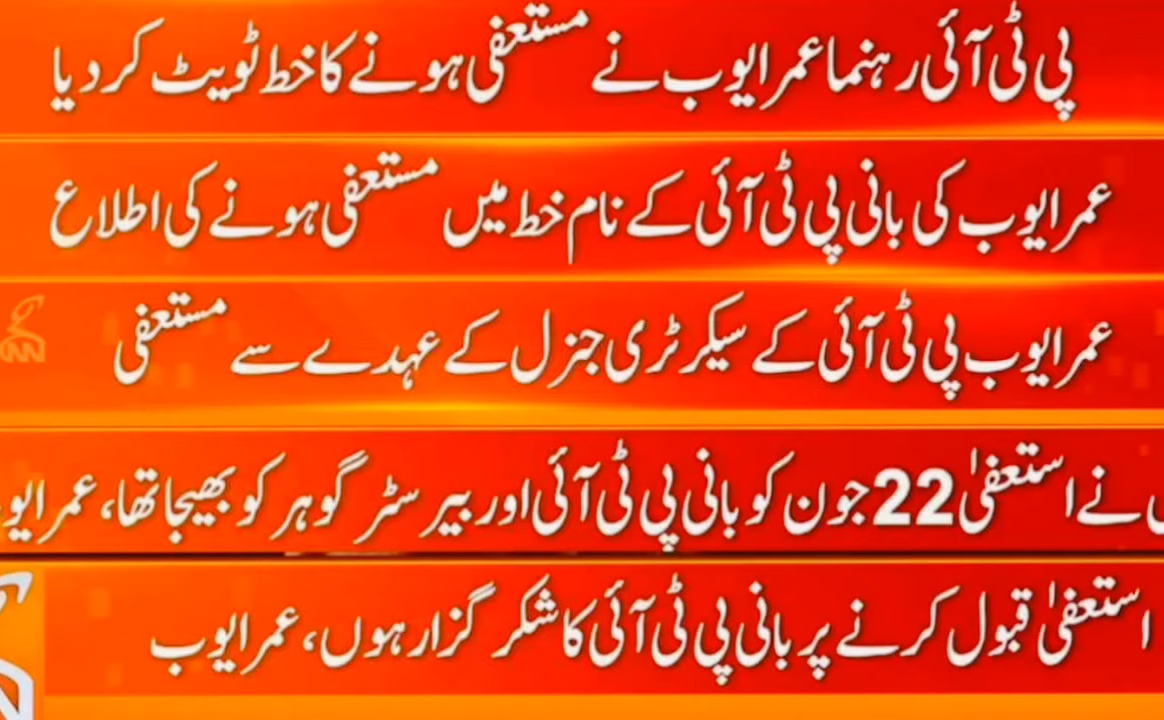 پی ٹی آئی رہنما عمر ایوب نے مستعفی ہونے کا خط ٹویٹ کر دیا
عمر ایوب کی بانی پی ٹی آئی کے نام خط میں مستعفی ہونے کی اطلاع
عمر ایوب پی ٹی آئی کے سیکرٹری جنرل کے عہدے سے مستعفی
نے استعفیٰ 22 جون کو بانی پی ٹی آئی اور بیرسٹر گوہر کو بھیجا تھا، عمر ایو
استعفیٰ قبول کرنے پر بانی پی ٹی آئی کا شکر گزار ہوں، عمر ایوب